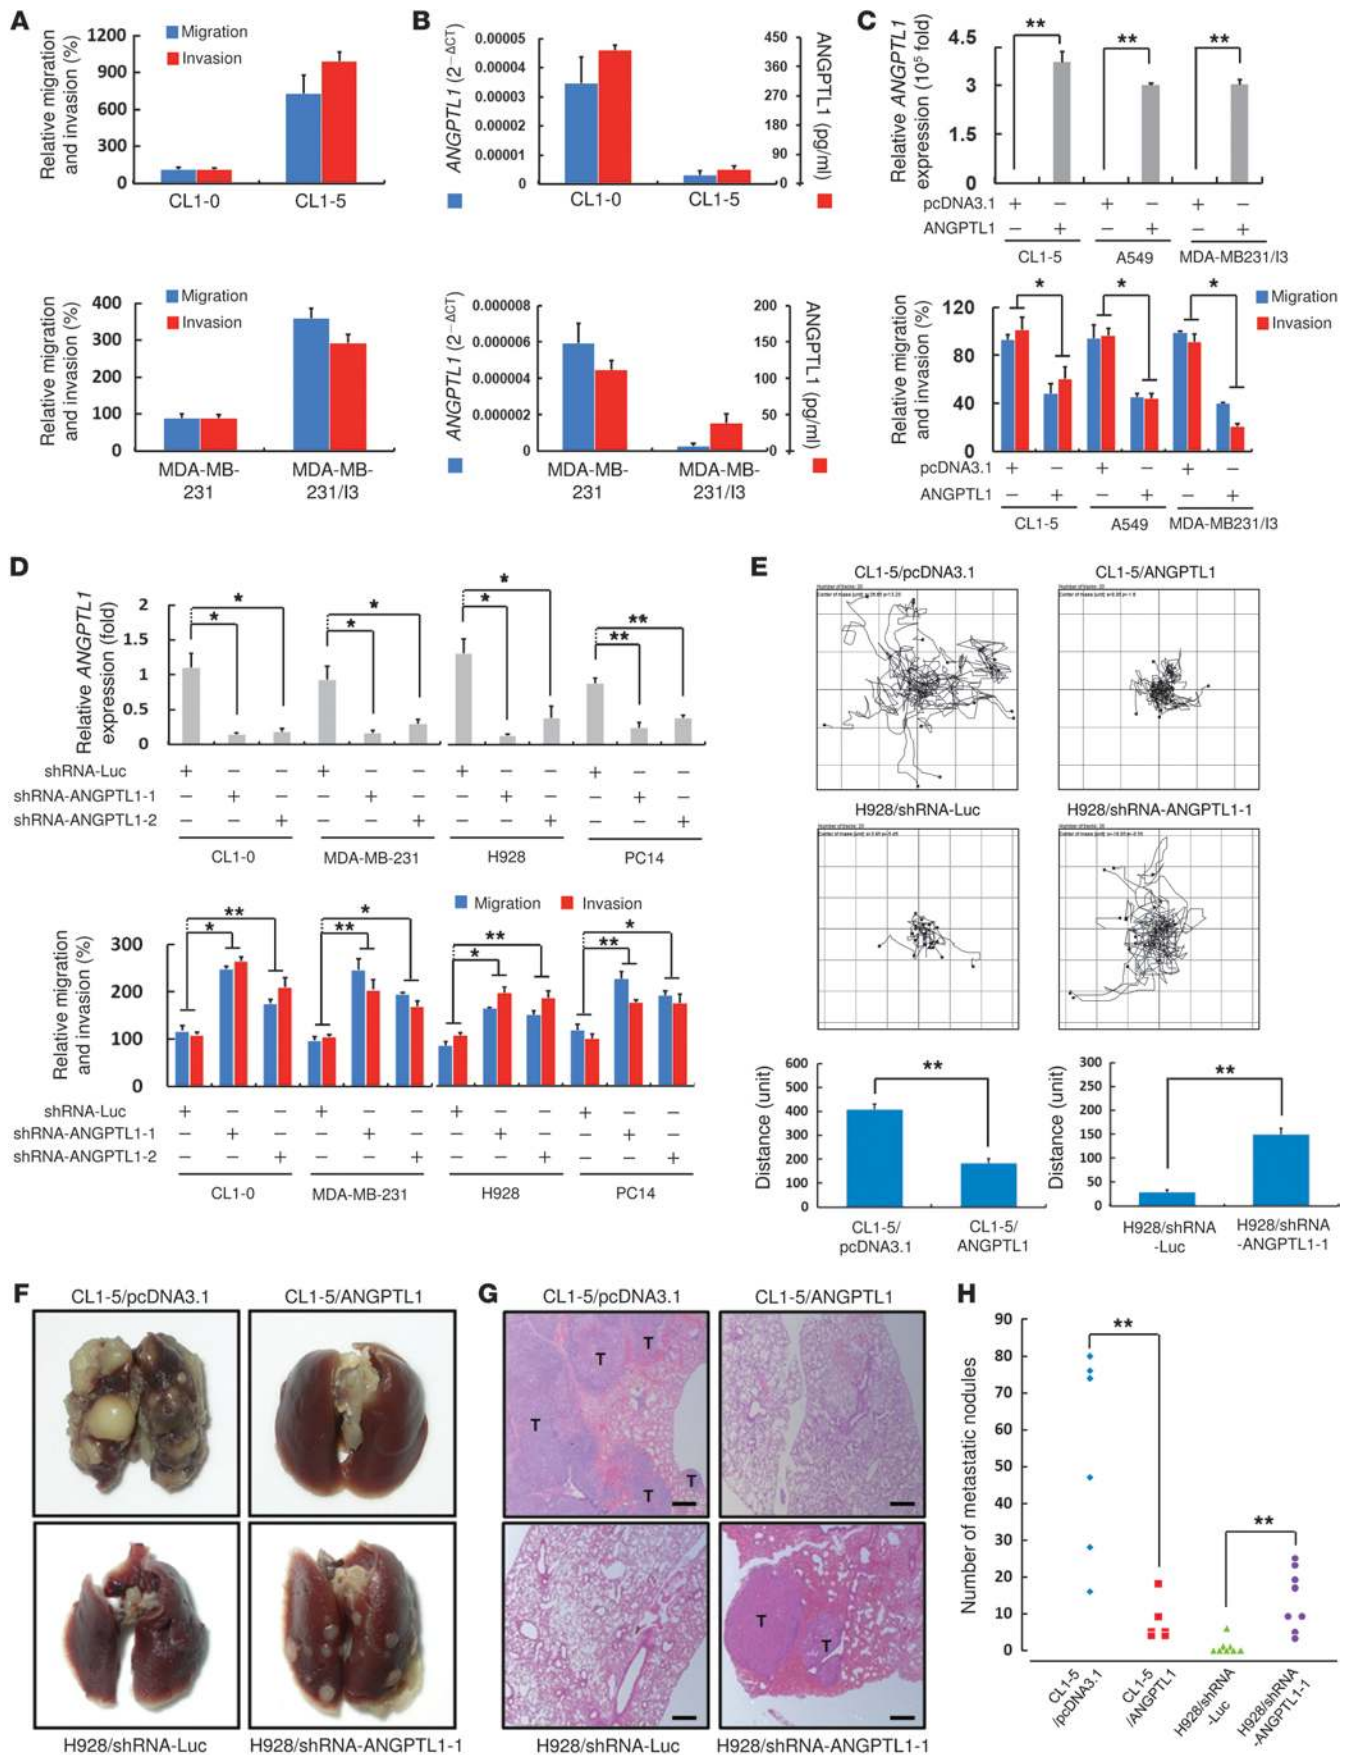 A
Relative migration
and invasion (%)
1200
900
600
300
0
Migration
Invasion
CL1-0
CL1-5
Relative migration
and invasion (%)
400
300
200
100
0
Migration
Invasion
MDA-MB-
231
MDA-MB-
231/I3
B
ANGPTL1 (2−ΔCT)
0.00005
0.00004
0.00003
0.00002
0.00001
0
450
360
270
180
90
0
ANGPTL1 (pg/ml)
CL1-0
CL1-5
ANGPTL1 (2−ΔCT)
0.000008
0.000006
0.000004
0.000002
0
200
150
100
50
0
ANGPTL1 (pg/ml)
MDA-MB-
231
MDA-MB-
231/I3
C
Relative ANGPTL1
expression (10⁵ fold)
4.5
3
1.5
0
** ** **
pcDNA3.1 + − + − + −
ANGPTL1 − + − + − +
CL1-5 A549 MDA-MB231/I3
Relative migration
and invasion (%)
120
80
40
0
* * *
Migration
Invasion
pcDNA3.1 + − + − + −
ANGPTL1 − + − + − +
CL1-5 A549 MDA-MB231/I3
D
Relative ANGPTL1
expression (fold)
2
1.5
1
0.5
0
* * * *
* * ** **
shRNA-Luc + − − + − − + − − + − −
shRNA-ANGPTL1-1 − + − − + − − + − − + −
shRNA-ANGPTL1-2 − − + − − + − − + − − +
CL1-0 MDA-MB-231 H928 PC14
Migration Invasion
Relative migration
and invasion (%)
300
200
100
0
** * ** *
* ** * **
shRNA-Luc + − − + − − + − − + − −
shRNA-ANGPTL1-1 − + − − + − − + − − + −
shRNA-ANGPTL1-2 − − + − − + − − + − − +
CL1-0 MDA-MB-231 H928 PC14
E
CL1-5/pcDNA3.1
CL1-5/ANGPTL1
H928/shRNA-Luc
H928/shRNA-ANGPTL1-1
Distance (unit)
600
500
400
300
200
100
0
**
CL1-5/
pcDNA3.1
CL1-5/
ANGPTL1
Distance (unit)
300
250
200
150
100
50
0
**
H928/shRNA
-Luc
H928/shRNA
-ANGPTL1-1
F
CL1-5/pcDNA3.1
CL1-5/ANGPTL1
H928/shRNA-Luc
H928/shRNA-ANGPTL1-1
G
CL1-5/pcDNA3.1
CL1-5/ANGPTL1
T
T
T
T
T
T
T
H928/shRNA-Luc
H928/shRNA-ANGPTL1-1
H
Number of metastatic nodules
90
80
70
60
50
40
30
20
10
0
**
**
CL1-5
/pcDNA3.1
CL1-5
/ANGPTL1
H928/shRNA
-Luc
H928/shRNA
-ANGPTL1-1